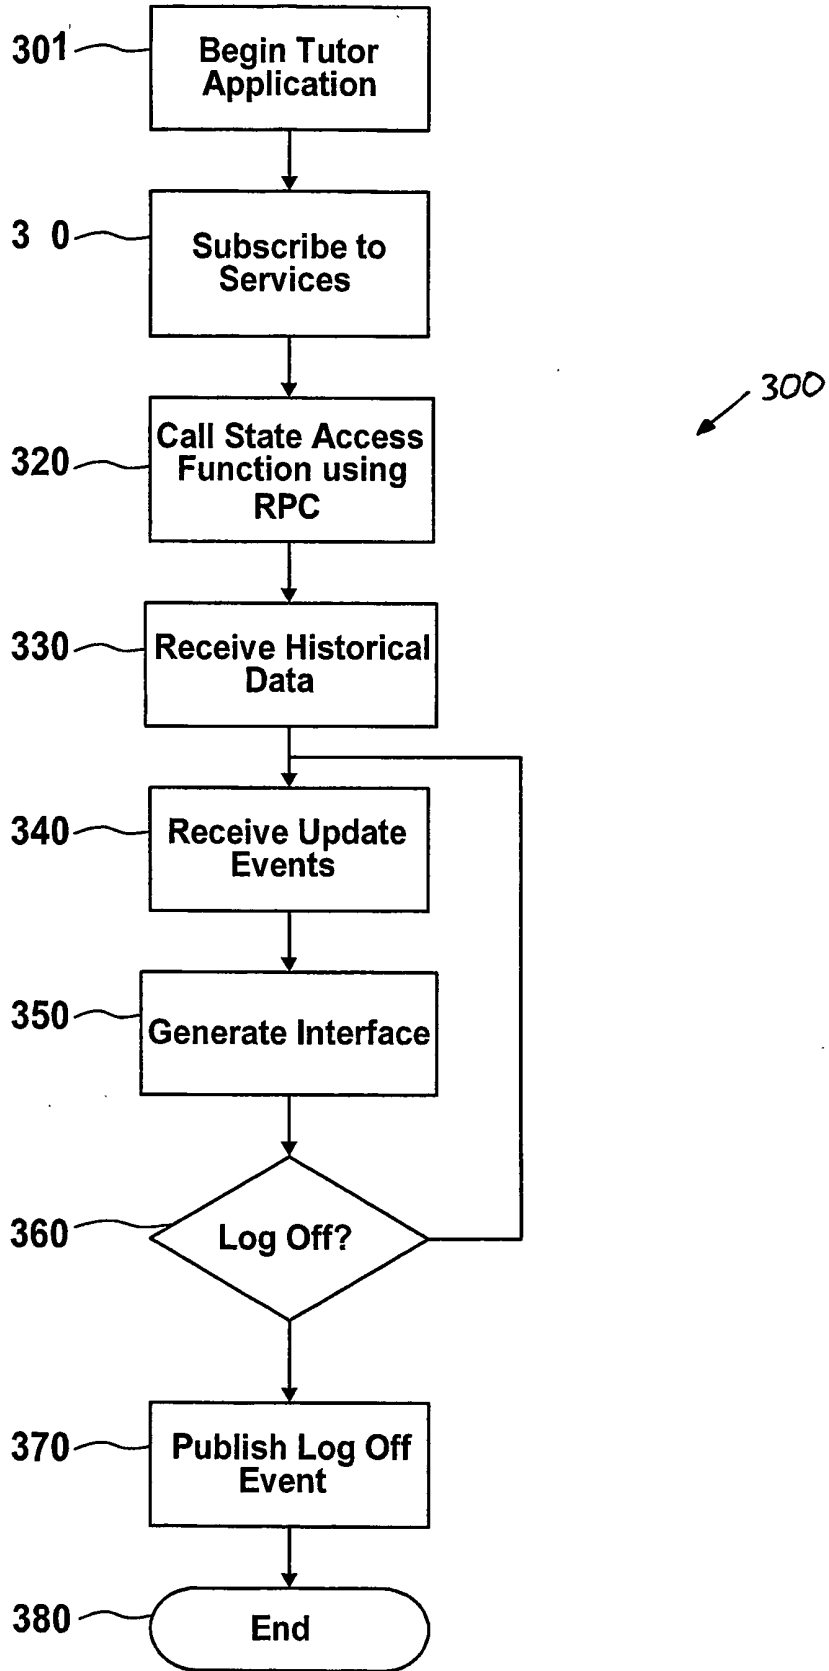 301
Begin Tutor
Application
3 0
Subscribe to
Services
300
320
Call State Access
Function using
RPC
330
Receive Historical
Data
340
Receive Update
Events
350
Generate Interface
360
Log Off?
370
Publish Log Off
Event
380
End